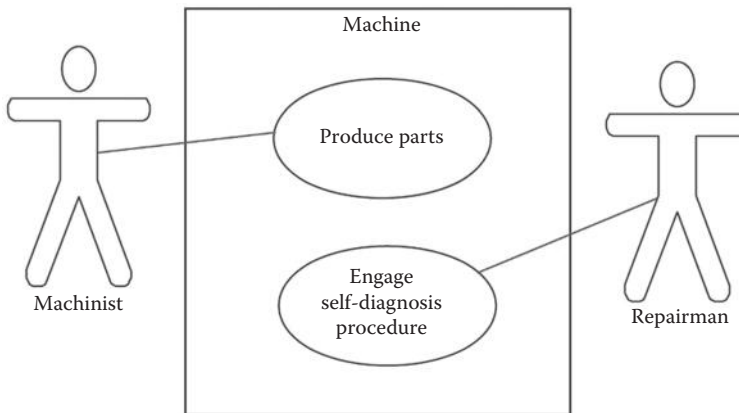 Machine
Produce parts
Engage
self-diagnosis
procedure
Machinist
Repairman